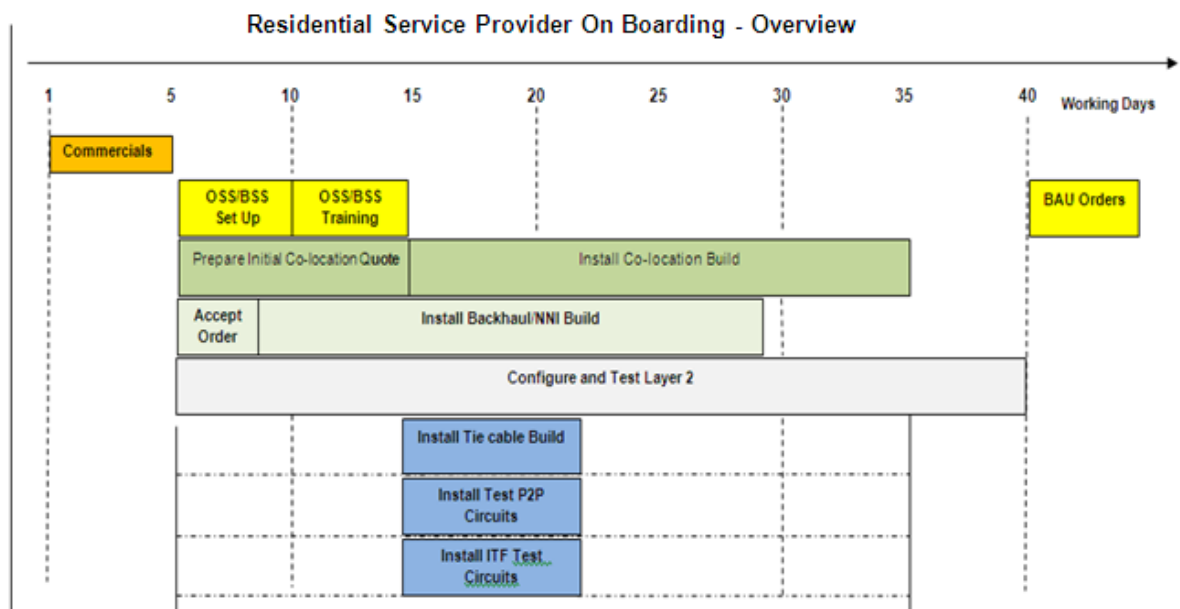 Residential Service Provider On Boarding - Overview
1 5 10 15 20 25 30 35 40 Working Days
Commercials
OSS/BSS
Set Up
OSS/BSS
Training
BAU Orders
Prepare Initial Co-location Quote
Install Co-location Build
Accept
Order
Install Backhaul/NNI Build
Configure and Test Layer 2
Install Tie cable Build
Install Test P2P
Circuits
Install ITF Test
Circuits